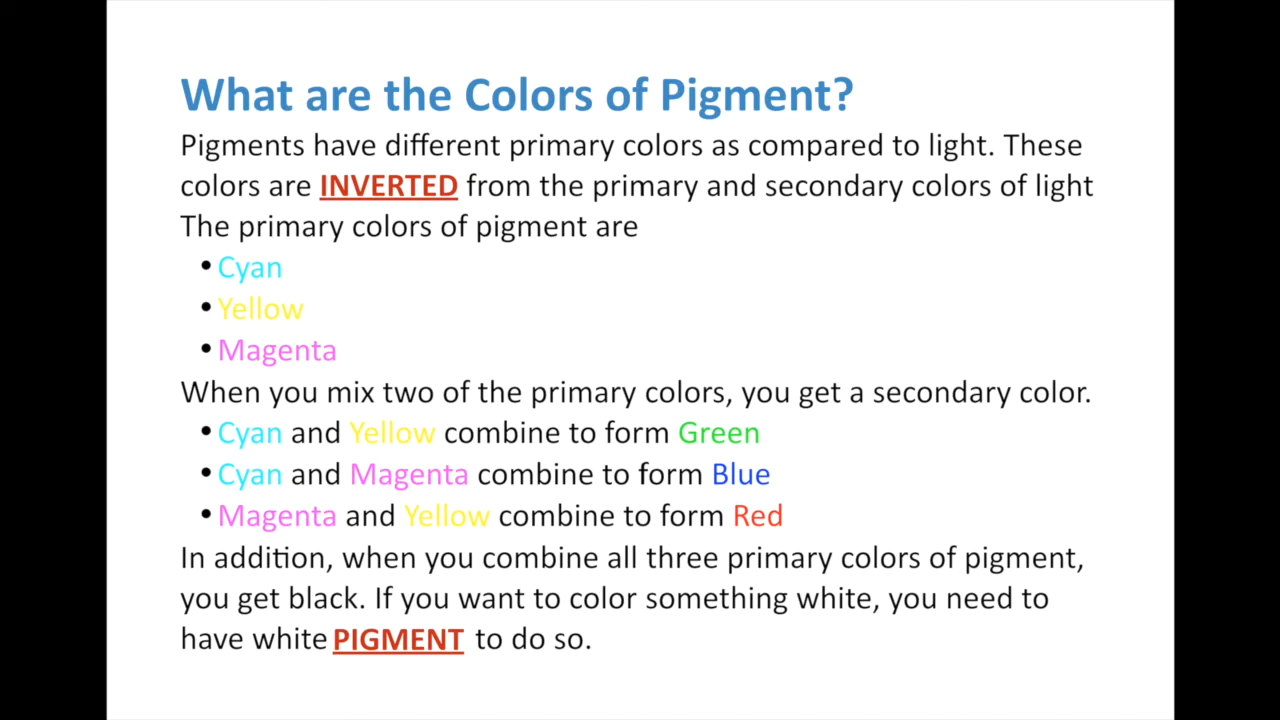 What are the Colors of Pigment?
Pigments have different primary colors as compared to light. These
colors are INVERTED from the primary and secondary colors of light
The primary colors of pigment are
•Cyan
•Yellow
•Magenta
When you mix two of the primary colors, you get a secondary color.
•Cyan and Yellow combine to form Green
•Cyan and Magenta combine to form Blue
•Magenta and Yellow combine to form Red
In addition, when you combine all three primary colors of pigment,
you get black. If you want to color something white, you need to
have white PIGMENT to do so.